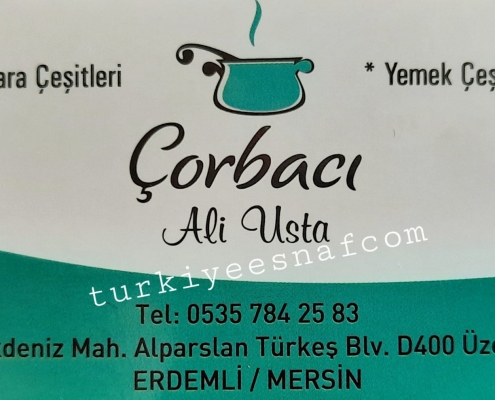 ara Çeşitleri
* Yemek Çeş
Çorbacı
Ali Usta
turkiyeesnafcom
Tel: 0535 784 25 83
kdeniz Mah. Alparslan Türkeş Blv. D400 Üze
ERDEMLİ / MERSİN